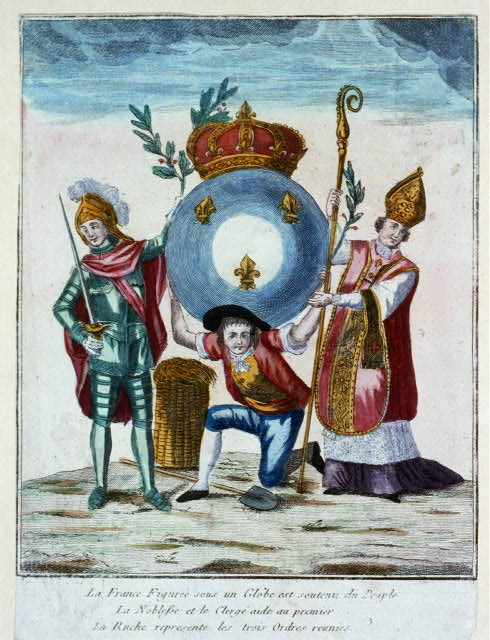 La France Figurée sous un Globe est soutenu du Peuple
La Noblesse et le Clergé aide au premier
La Ruche represente les trois Ordres reunies.